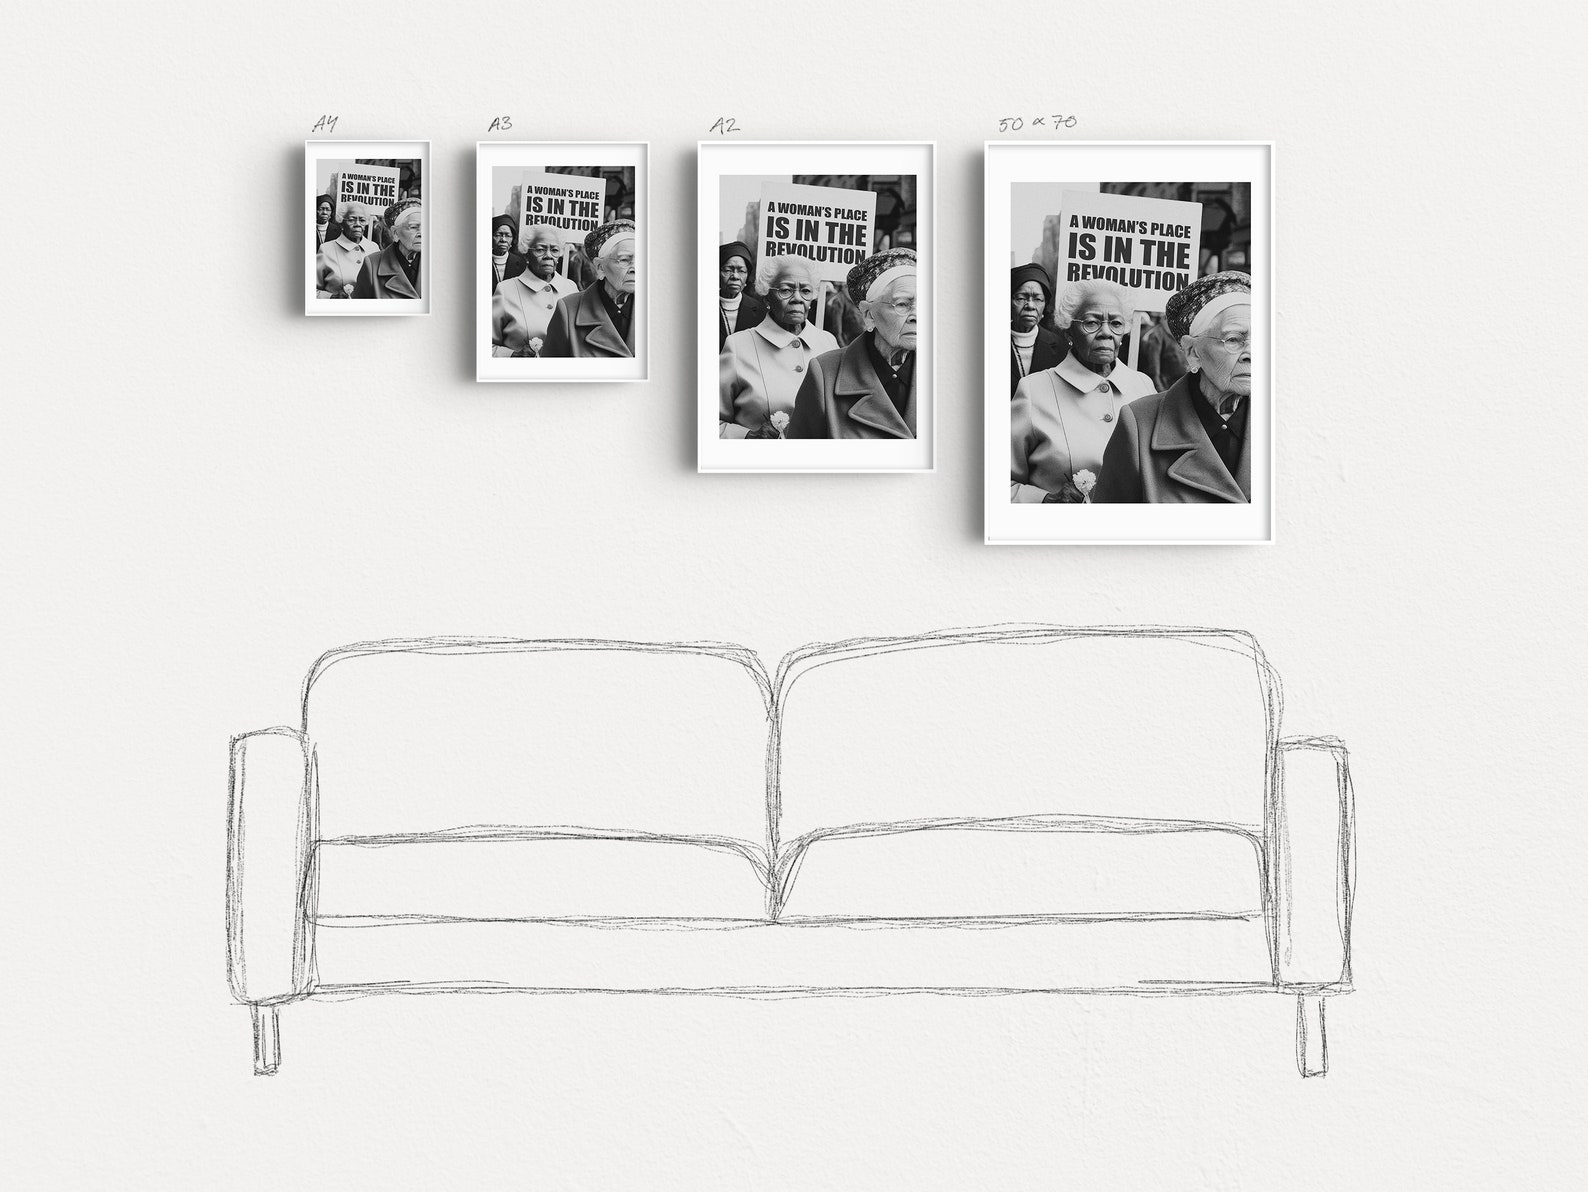 A4
A3
A2
50 x 70
A WOMAN'S PLACE
IS IN THE
REVOLUTION
A WOMAN'S PLACE
IS IN THE
REVOLUTION
A WOMAN'S PLACE
IS IN THE
REVOLUTION
A WOMAN'S PLACE
IS IN THE
REVOLUTION